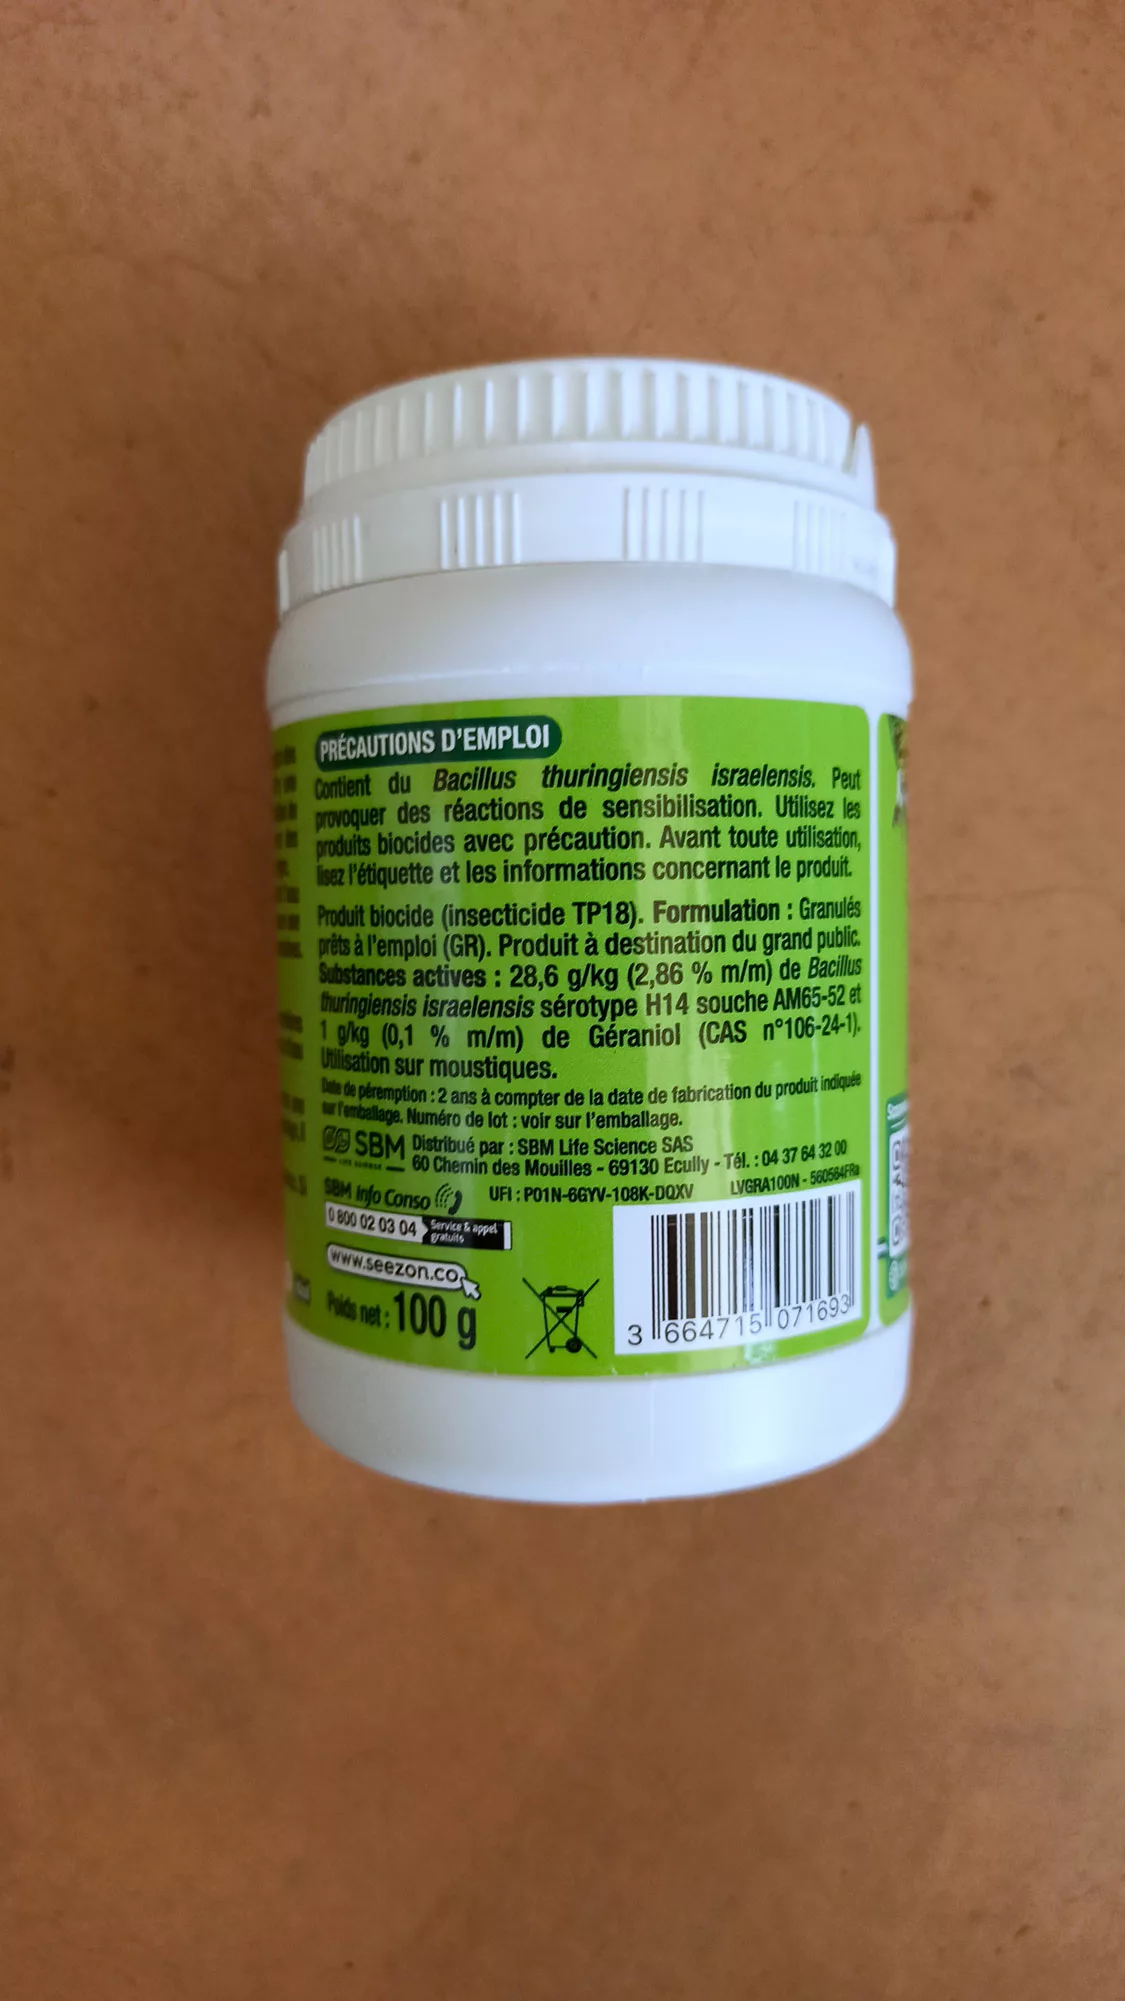 PRÉCAUTIONS D'EMPLOI
Contient du Bacillus thuringiensis israelensis. Peut
provoquer des réactions de sensibilisation. Utilisez les
produits biocides avec précaution. Avant toute utilisation,
lisez l'étiquette et les informations concernant le produit.
Produit biocide (insecticide TP18). Formulation : Granulés
prêts à l'emploi (GR). Produit à destination du grand public.
Substances actives : 28,6 g/kg (2,86 % m/m) de Bacillus
thuringiensis israelensis sérotype H14 souche AM65-52 et
1 g/kg (0,1 % m/m) de Géraniol (CAS n°106-24-1).
Utilisation sur moustiques.
Date de péremption : 2 ans à compter de la date de fabrication du produit indiquée
sur l'emballage. Numéro de lot : voir sur l'emballage.
SBM
LIFE SCIENCE
Distribué par : SBM Life Science SAS
60 Chemin des Mouilles - 69130 Ecully - Tél. : 04 37 64 32 00
SBM Info Conso
UFI : P01N-6GYV-108K-DQXV
LVGRA100N - 560564FRa
0 800 02 03 04
Service & appel
gratuits
www.seezon.co
Poids net : 100 g
3 664715 071693